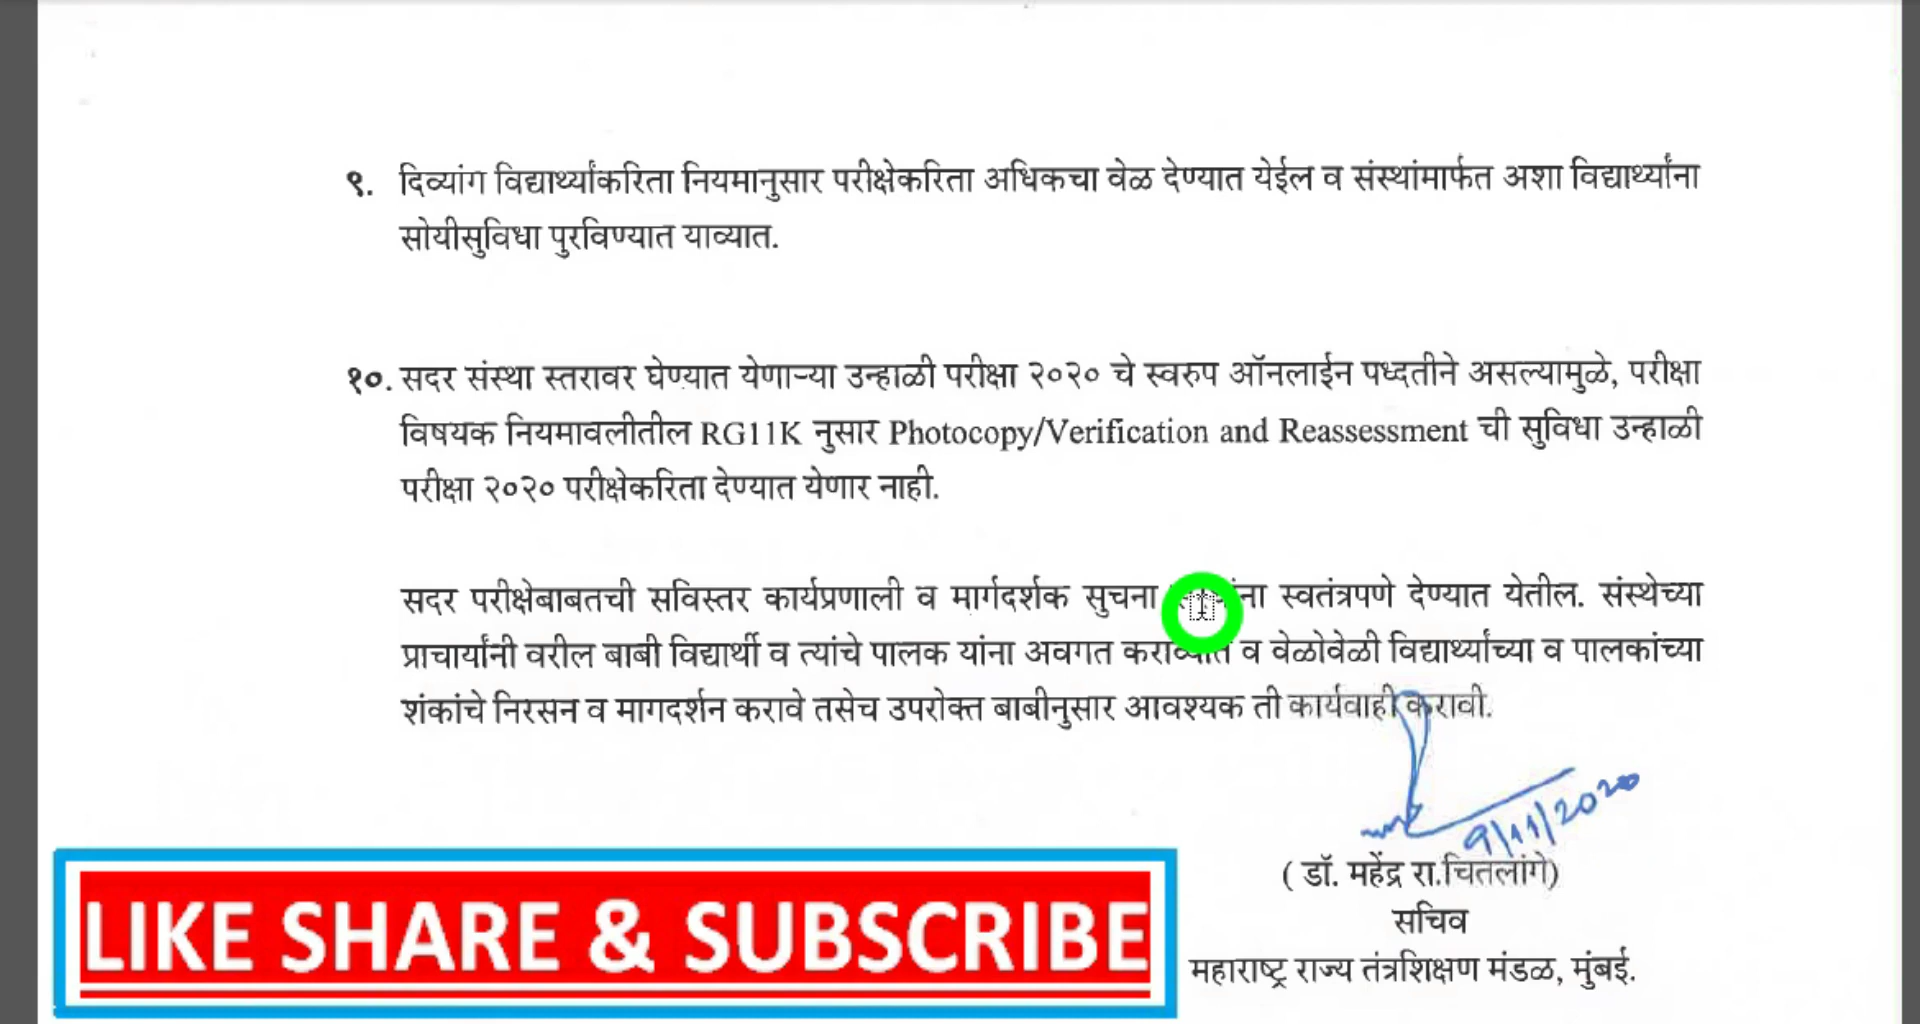 ९. दिव्यांग विद्यार्थ्यांकरिता नियमानुसार परीक्षेकरिता अधिकचा वेळ देण्यात येईल व संस्थांमार्फत अशा विद्यार्थ्यांना
सोयीसुविधा पुरविण्यात याव्यात.
१०. सदर संस्था स्तरावर घेण्यात येणाऱ्या उन्हाळी परीक्षा २०२० चे स्वरुप ऑनलाईन पध्दतीने असल्यामुळे, परीक्षा
विषयक नियमावलीतील RG11K नुसार Photocopy/Verification and Reassessment ची सुविधा उन्हाळी
परीक्षा २०२० परीक्षेकरिता देण्यात येणार नाही.
सदर परीक्षेबाबतची सविस्तर कार्यप्रणाली व मार्गदर्शक सुचना स्वतंत्रपणे देण्यात येतील. संस्थेच्या
प्राचार्यांनी वरील बाबी विद्यार्थी व त्यांचे पालक यांना अवगत कराव्यात व वेळोवेळी विद्यार्थ्यांच्या व पालकांच्या
शंकांचे निरसन व मागदर्शन करावे तसेच उपरोक्त बाबीनुसार आवश्यक ती कार्यवाही करावी.
9/11/2020
( डॉ. महेंद्र रा.चितलांगे)
सचिव
महाराष्ट्र राज्य तंत्रशिक्षण मंडळ, मुंबई.
LIKE SHARE & SUBSCRIBE